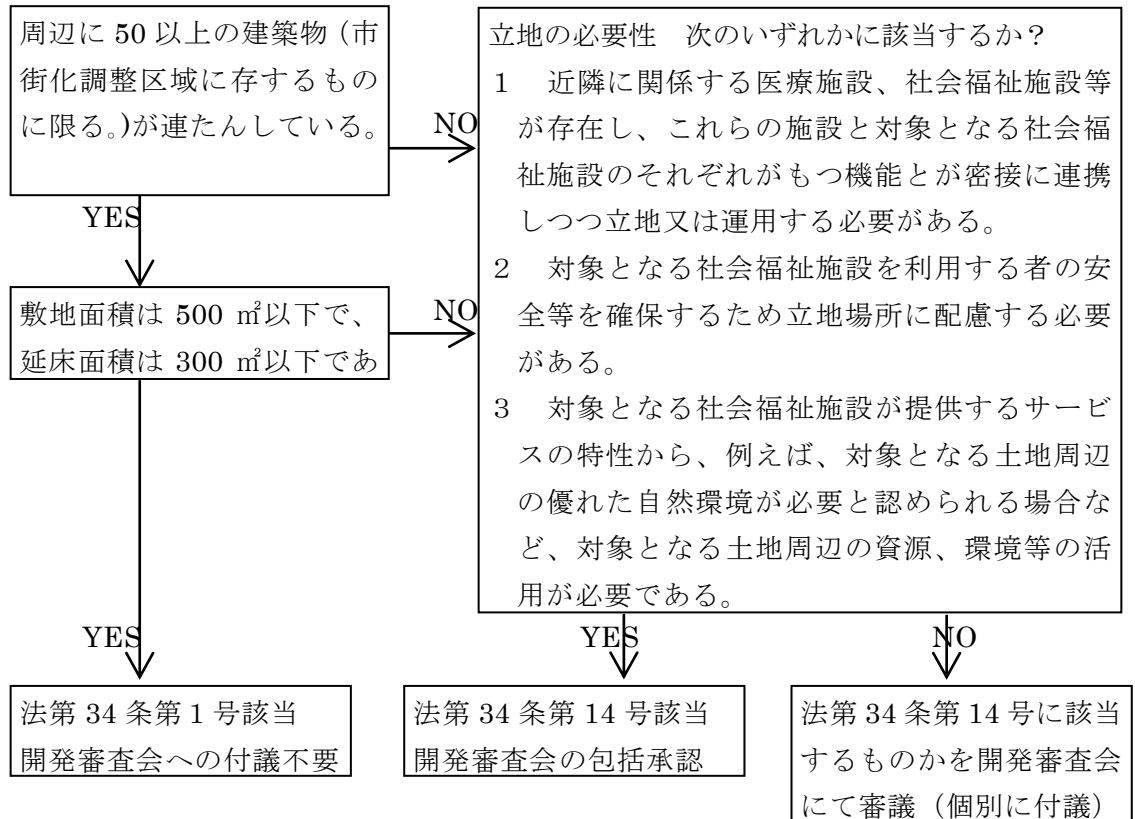 周辺に 50 以上の建築物（市
街化調整区域に存するもの
に限る。)が連たんしている。
NO
YES
敷地面積は 500 ㎡以下で、
延床面積は 300 ㎡以下であ
NO
立地の必要性　次のいずれかに該当するか？
１　近隣に関係する医療施設、社会福祉施設等
が存在し、これらの施設と対象となる社会福
祉施設のそれぞれがもつ機能とが密接に連携
しつつ立地又は運用する必要がある。
２　対象となる社会福祉施設を利用する者の安
全等を確保するため立地場所に配慮する必要
がある。
３　対象となる社会福祉施設が提供するサービ
スの特性から、例えば、対象となる土地周辺
の優れた自然環境が必要と認められる場合な
ど、対象となる土地周辺の資源、環境等の活
用が必要である。
YES
YES
NO
法第 34 条第 1 号該当
開発審査会への付議不要
法第 34 条第 14 号該当
開発審査会の包括承認
法第 34 条第 14 号に該当
するものかを開発審査会
にて審議（個別に付議）